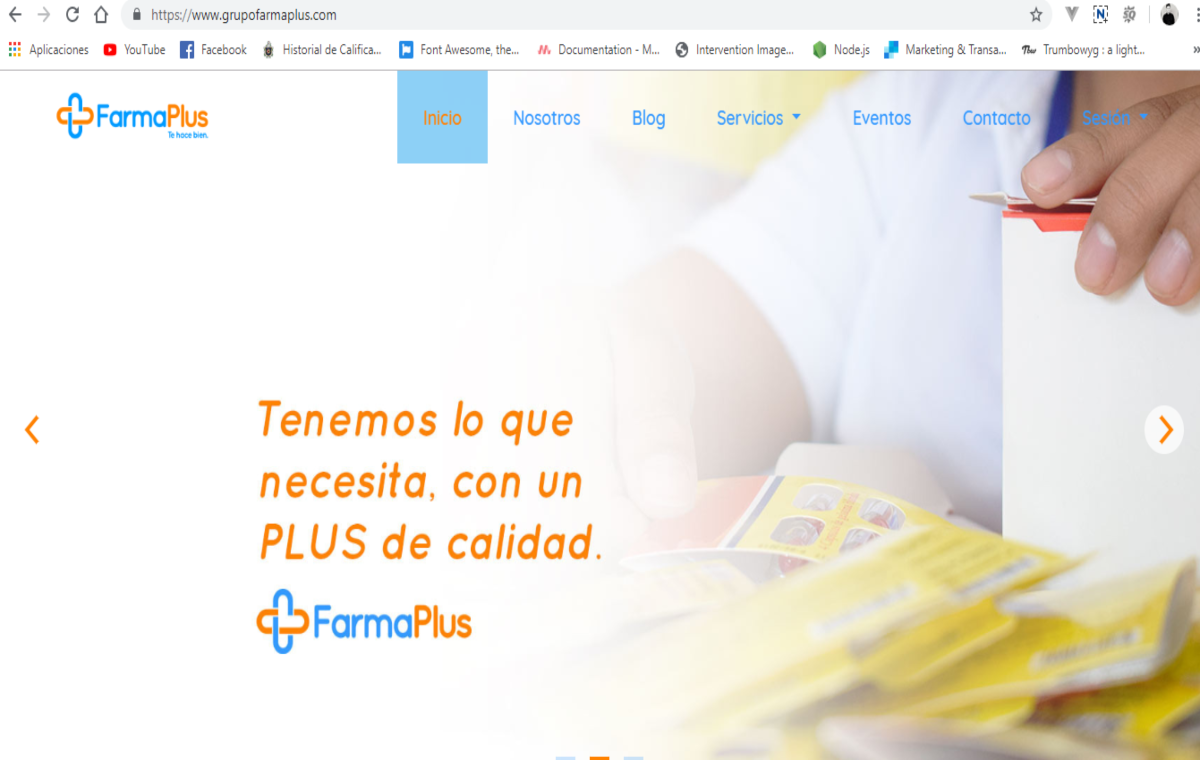 https://www.grupofarmaplus.com
Aplicaciones YouTube Facebook Historial de Califica... Font Awesome, the... Documentation - M... Intervention Image... Node.js Marketing & Transa... Trumbowyg : a light...
FarmaPlus
Te hace bien.
Inicio Nosotros Blog Servicios Eventos Contacto Sesión
Tenemos lo que
necesita, con un
PLUS de calidad.
FarmaPlus